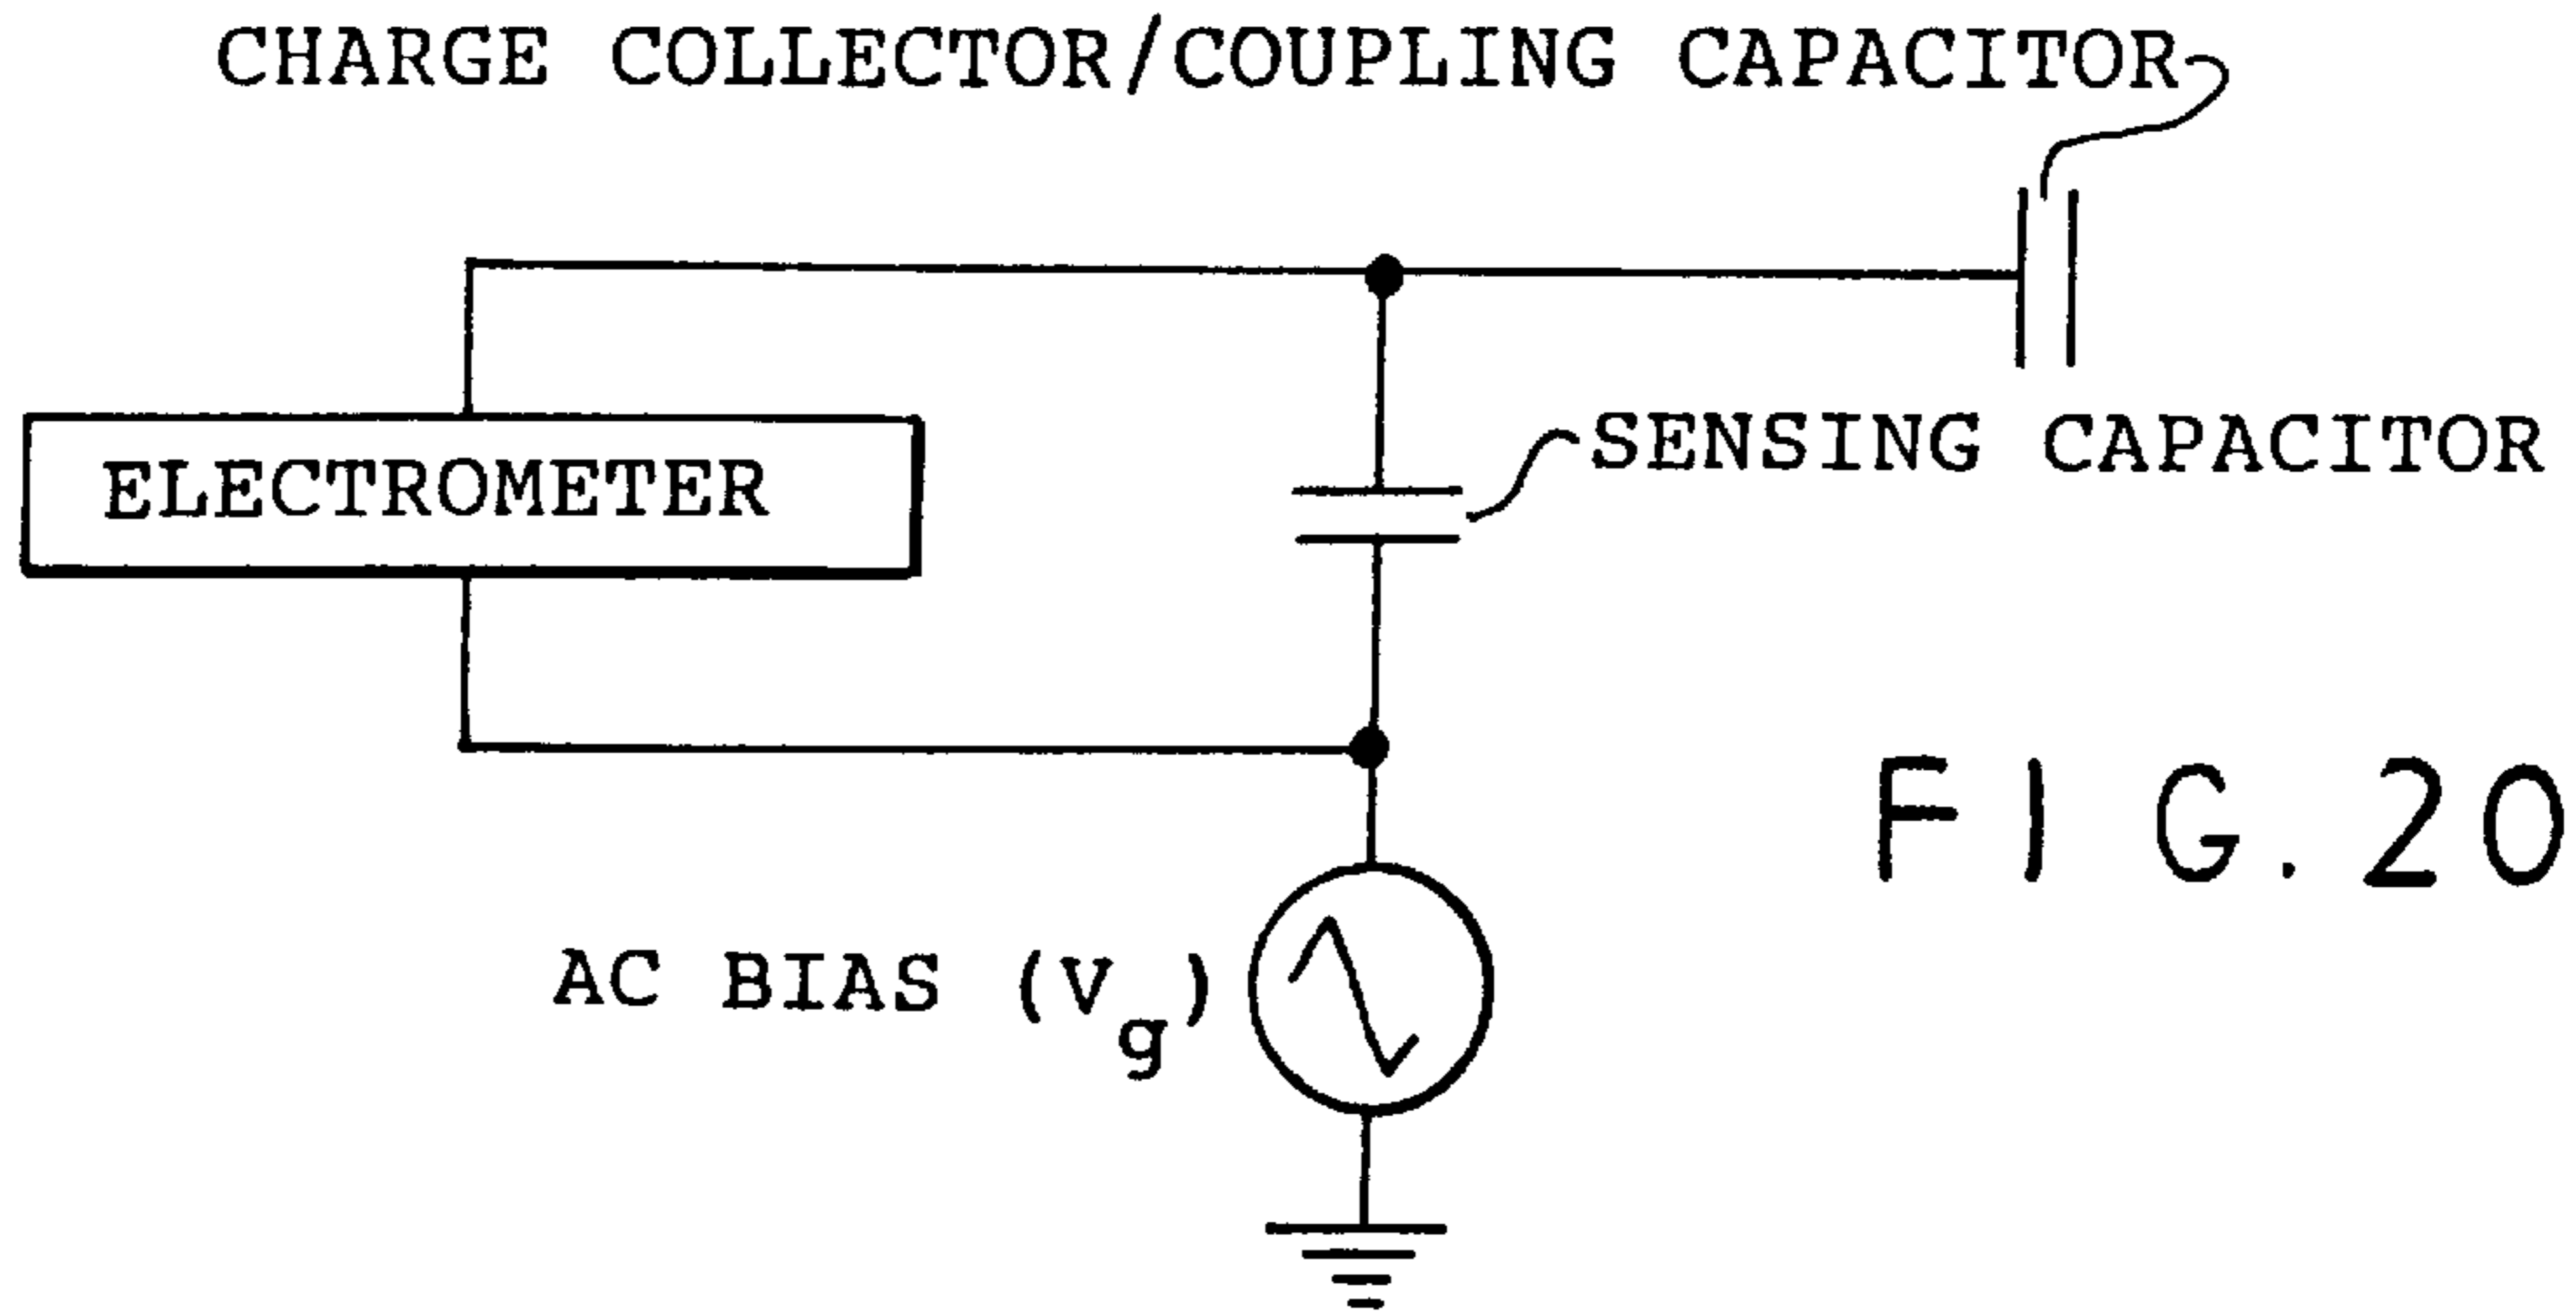 CHARGE COLLECTOR/COUPLING CAPACITOR
SENSING CAPACITOR
ELECTROMETER
FIG.20
AC BIAS (Vg)